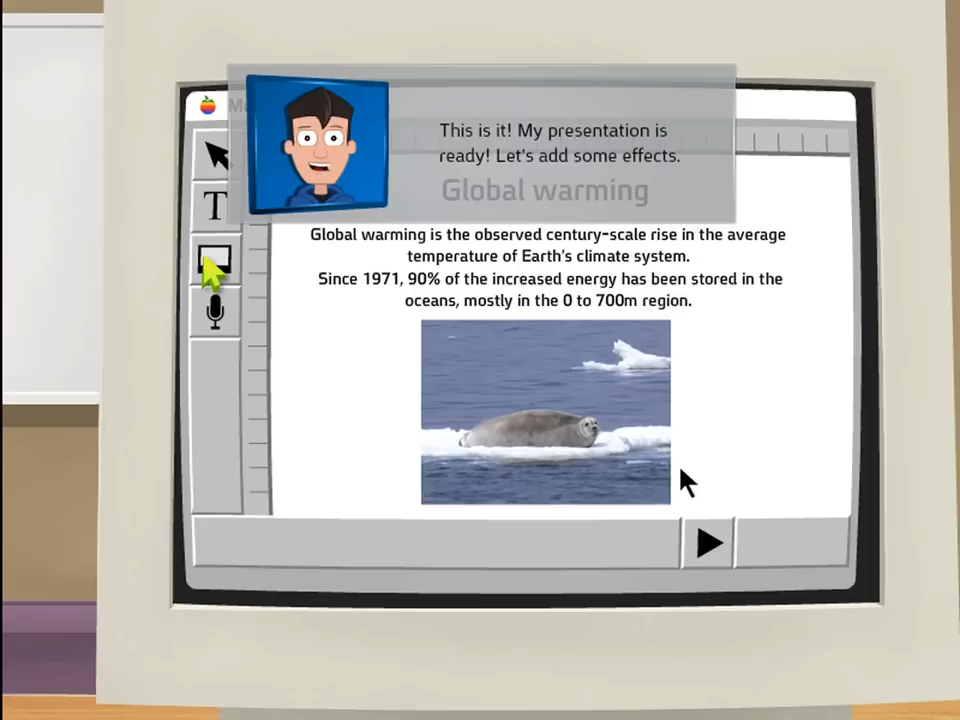 This is it! My presentation is
ready! Let's add some effects.
Global warming
Global warming is the observed century-scale rise in the average
temperature of Earth's climate system.
Since 1971, 90% of the increased energy has been stored in the
oceans, mostly in the 0 to 700m region.
T